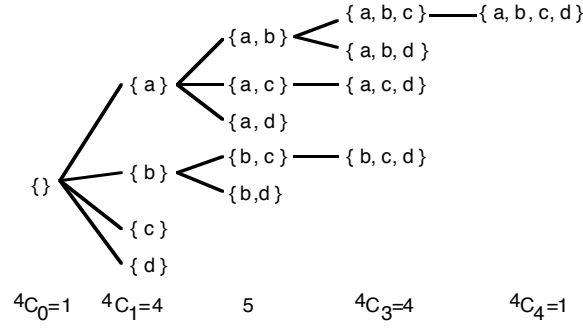 { a, b, c } { a, b, c, d }
{ a, b }
{ a, b, d }
{ a } { a, c } { a, c, d }
{ a, d }
{ b, c } { b, c, d }
{ b }
{} { b,d }
{ c }
{ d }
⁴C₀=1 ⁴C₁=4 5 ⁴C₃=4 ⁴C₄=1